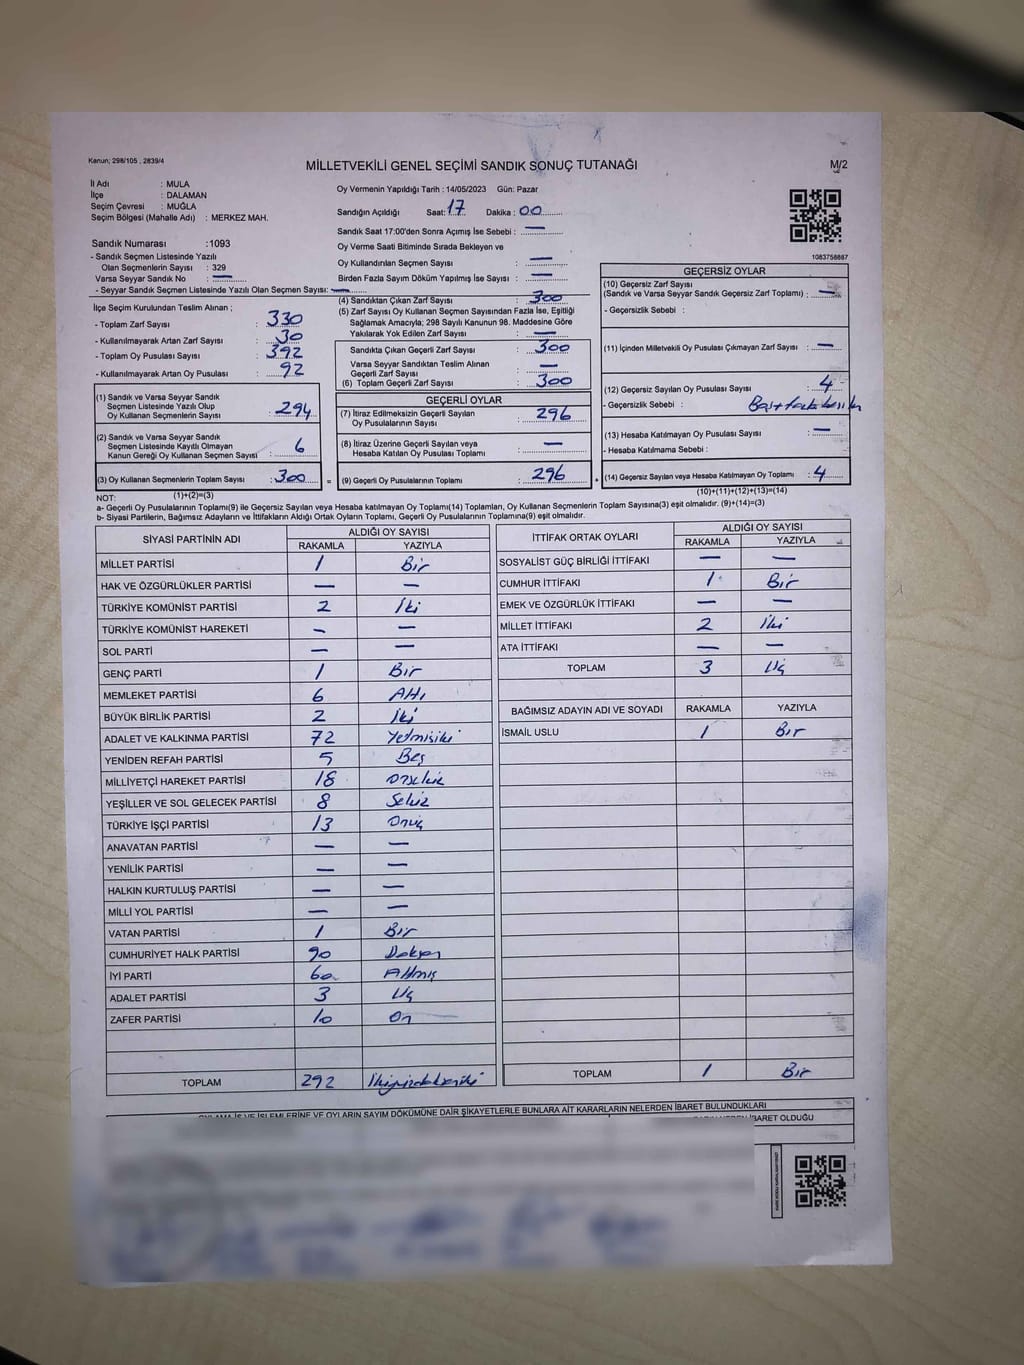 Kanun; 298/105 , 2839/4
MİLLETVEKİLİ GENEL SEÇİMİ SANDIK SONUÇ TUTANAĞI
M/2
İl Adı : MULA
İlçe : DALAMAN
Seçim Çevresi : MUĞLA
Seçim Bölgesi (Mahalle Adı) : MERKEZ MAH.
Sandık Numarası :1093
- Sandık Seçmen Listesinde Yazılı
Olan Seçmenlerin Sayısı : 329
Varsa Seyyar Sandık No : —
- Seyyar Sandık Seçmen Listesinde Yazılı Olan Seçmen Sayısı: —
Oy Vermenin Yapıldığı Tarih : 14/05/2023 Gün: Pazar
Sandığın Açıldığı Saat: 17 Dakika : 00
Sandık Saat 17:00'den Sonra Açımış İse Sebebi : —
Oy Verme Saati Bitiminde Sırada Bekleyen ve
Oy Kullandırılan Seçmen Sayısı : —
Birden Fazla Sayım Döküm Yapılmış İse Sayısı : —
1083758887
İlçe Seçim Kurulundan Teslim Alınan ;
- Toplam Zarf Sayısı : 330
- Kullanılmayarak Artan Zarf Sayısı : 30
- Toplam Oy Pusulası Sayısı : 392
- Kullanılmayarak Artan Oy Pusulası : 92
(1) Sandık ve Varsa Seyyar Sandık
Seçmen Listesinde Yazılı Olup
Oy Kullanan Seçmenlerin Sayısı : 294
(2) Sandık ve Varsa Seyyar Sandık
Seçmen Listesinde Kayıtlı Olmayan
Kanun Gereği Oy Kullanan Seçmen Sayısı : 6
(3) Oy Kullanan Seçmenlerin Toplam Sayısı : 300
(1)+(2)=(3)
(4) Sandıktan Çıkan Zarf Sayısı : 300
(5) Zarf Sayısı Oy Kullanan Seçmen Sayısından Fazla İse, Eşitliği
Sağlamak Amacıyla; 298 Sayılı Kanunun 98. Maddesine Göre
Yakılarak Yok Edilen Zarf Sayısı : —
Sandıkta Çıkan Geçerli Zarf Sayısı : 300
Varsa Seyyar Sandıktan Teslim Alınan
Geçerli Zarf Sayısı : —
(6) Toplam Geçerli Zarf Sayısı : 300
GEÇERLİ OYLAR
(7) İtiraz Edilmeksizin Geçerli Sayılan
Oy Pusulalarının Sayısı : 296
(8) İtiraz Üzerine Geçerli Sayılan veya
Hesaba Katılan Oy Pusulası Toplamı : —
= (9) Geçerli Oy Pusulalarının Toplamı : 296 +
GEÇERSİZ OYLAR
(10) Geçersiz Zarf Sayısı
(Sandık ve Varsa Seyyar Sandık Geçersiz Zarf Toplamı) : —
- Geçersizlik Sebebi :
(11) İçinden Milletvekili Oy Pusulası Çıkmayan Zarf Sayısı : —
(12) Geçersiz Sayılan Oy Pusulası Sayısı : 4
- Geçersizlik Sebebi :
(13) Hesaba Katılmayan Oy Pusulası Sayısı : —
- Hesaba Katılmama Sebebi :
(14) Geçersiz Sayılan veya Hesaba Katılmayan Oy Toplamı : 4
(10)+(11)+(12)+(13)=(14)
NOT:
a- Geçerli Oy Pusulalarının Toplamı(9) ile Geçersiz Sayılan veya Hesaba katılmayan Oy Toplamı(14) Toplamları, Oy Kullanan Seçmenlerin Toplam Sayısına(3) eşit olmalıdır. (9)+(14)=(3)
b- Siyasi Partilerin, Bağımsız Adayların ve İttifakların Aldığı Ortak Oyların Toplamı, Geçerli Oy Pusulalarının Toplamına(9) eşit olmalıdır.
SİYASİ PARTİNİN ADI ALDIĞI OY SAYISI
RAKAMLA YAZIYLA
MİLLET PARTİSİ 1 Bir
HAK VE ÖZGÜRLÜKLER PARTİSİ — —
TÜRKİYE KOMÜNİST PARTİSİ 2 İki
TÜRKİYE KOMÜNİST HAREKETİ — —
SOL PARTİ — —
GENÇ PARTİ 1 Bir
MEMLEKET PARTİSİ 6 Altı
BÜYÜK BİRLİK PARTİSİ 2 İki
ADALET VE KALKINMA PARTİSİ 72 Yetmişiki
YENİDEN REFAH PARTİSİ 5 Beş
MİLLİYETÇİ HAREKET PARTİSİ 18 Onsekiz
YEŞİLLER VE SOL GELECEK PARTİSİ 8 Sekiz
TÜRKİYE İŞÇİ PARTİSİ 13 Onüç
ANAVATAN PARTİSİ — —
YENİLİK PARTİSİ — —
HALKIN KURTULUŞ PARTİSİ — —
MİLLİ YOL PARTİSİ — —
VATAN PARTİSİ 1 Bir
CUMHURİYET HALK PARTİSİ 90 Doksan
İYİ PARTİ 60 Altmış
ADALET PARTİSİ 3 Üç
ZAFER PARTİSİ 10 On
TOPLAM 292 İkiyüzdoksaniki
İTTİFAK ORTAK OYLARI ALDIĞI OY SAYISI
RAKAMLA YAZIYLA
SOSYALİST GÜÇ BİRLİĞİ İTTİFAKI — —
CUMHUR İTTİFAKI 1 Bir
EMEK VE ÖZGÜRLÜK İTTİFAKI — —
MİLLET İTTİFAKI 2 İki
ATA İTTİFAKI — —
TOPLAM 3 Üç
BAĞIMSIZ ADAYIN ADI VE SOYADI RAKAMLA YAZIYLA
İSMAİL USLU 1 Bir
TOPLAM 1 Bir
OYLAMA İŞ VE İŞLEMLERİNE VE OYLARIN SAYIM DÖKÜMÜNE DAİR ŞİKAYETLERLE BUNLARA AİT KARARLARIN NELERDEN İBARET BULUNDUKLARI
İBARET OLDUĞU